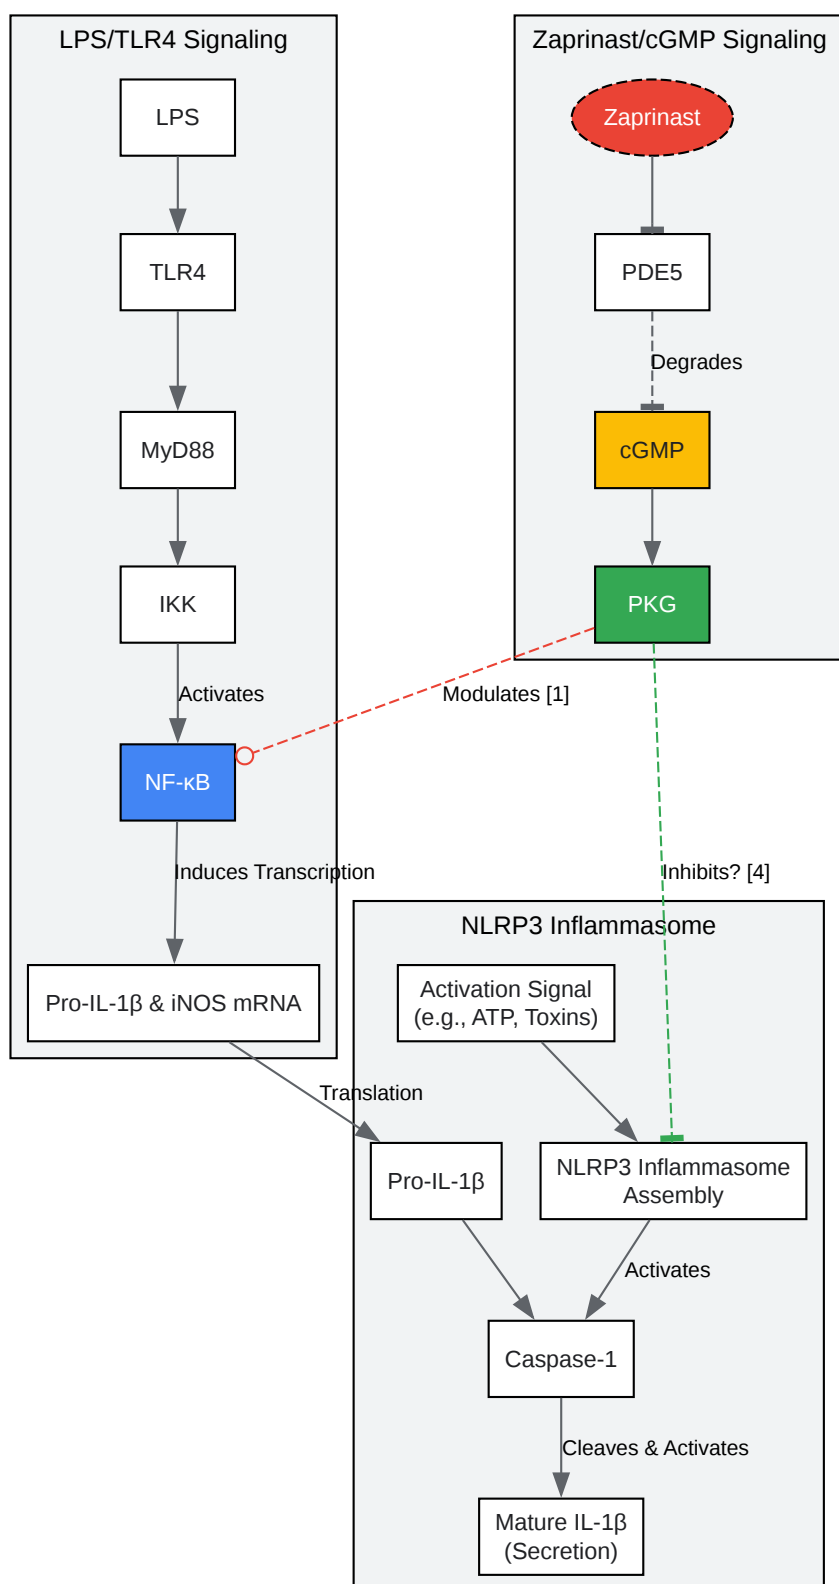 LPS/TLR4 Signaling
LPS
TLR4
MyD88
IKK
Activates
NF-κB
Induces Transcription
Pro-IL-1β & iNOS mRNA
Translation
Zaprinast/cGMP Signaling
Zaprinast
PDE5
Degrades
cGMP
PKG
Modulates [1]
Inhibits? [4]
NLRP3 Inflammasome
Activation Signal
(e.g., ATP, Toxins)
Pro-IL-1β
NLRP3 Inflammasome
Assembly
Activates
Caspase-1
Cleaves & Activates
Mature IL-1β
(Secretion)